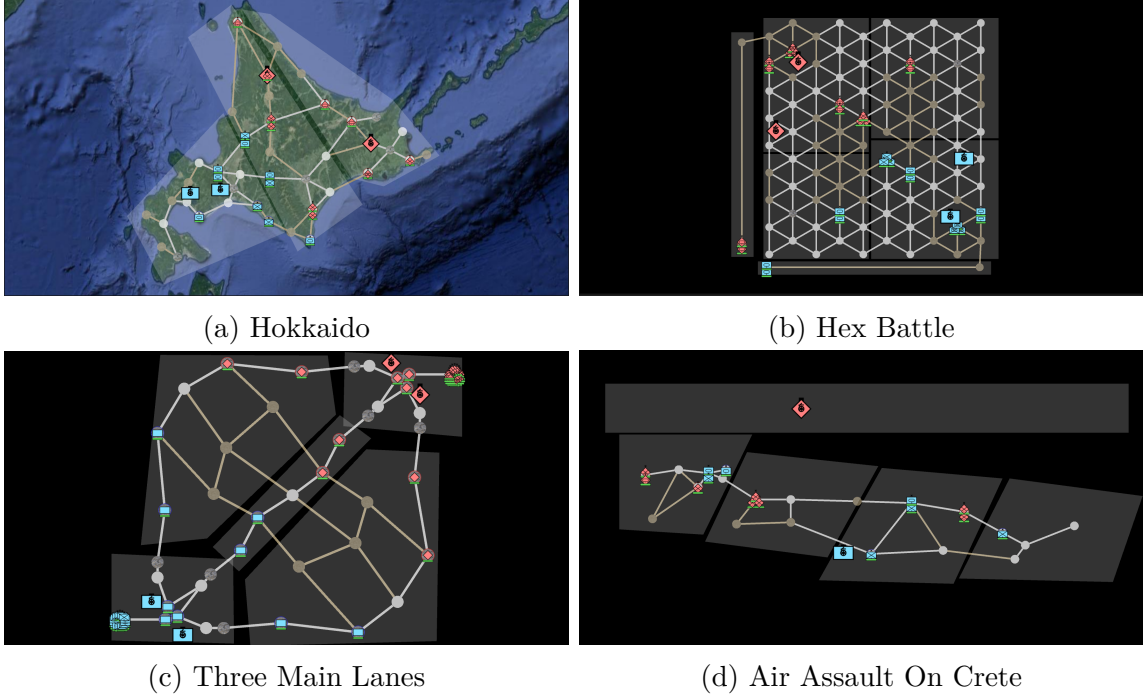 (a) Hokkaido
(b) Hex Battle
(c) Three Main Lanes
(d) Air Assault On Crete